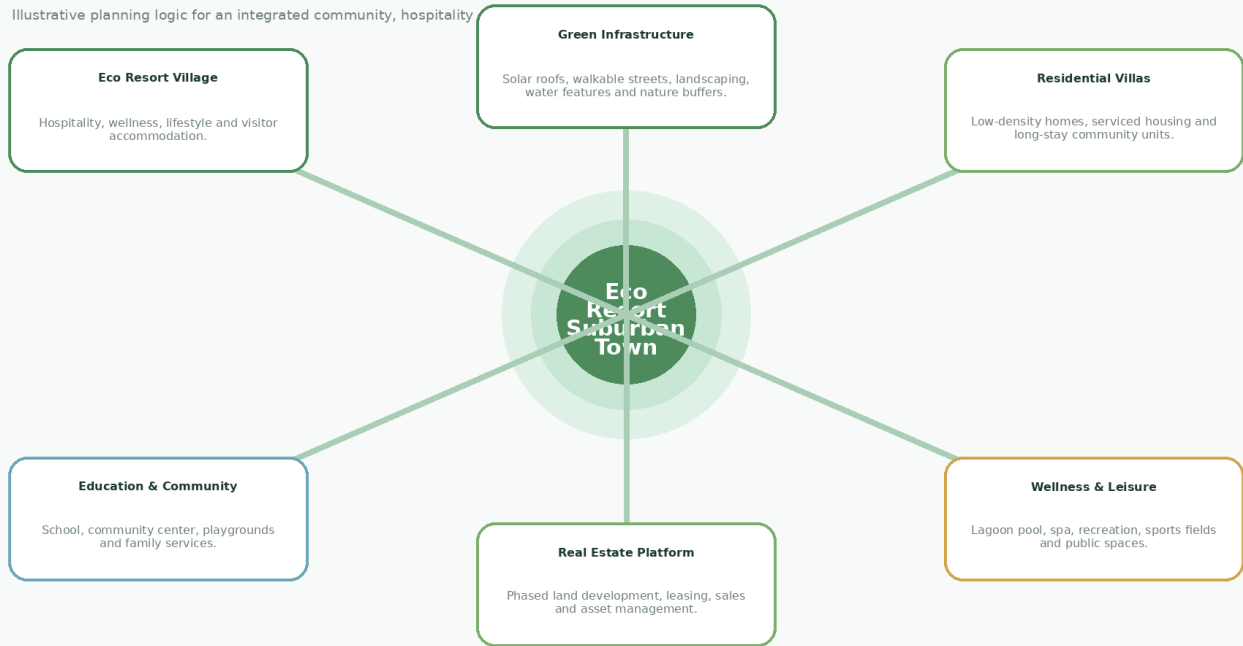 Illustrative planning logic for an integrated community, hospitality
Green Infrastructure
Solar roofs, walkable streets, landscaping,
water features and nature buffers.
Eco Resort Village
Hospitality, wellness, lifestyle and visitor
accommodation.
Residential Villas
Low-density homes, serviced housing and
long-stay community units.
Eco
Resort
Suburban
Town
Education & Community
School, community center, playgrounds
and family services.
Wellness & Leisure
Lagoon pool, spa, recreation, sports fields
and public spaces.
Real Estate Platform
Phased land development, leasing, sales
and asset management.